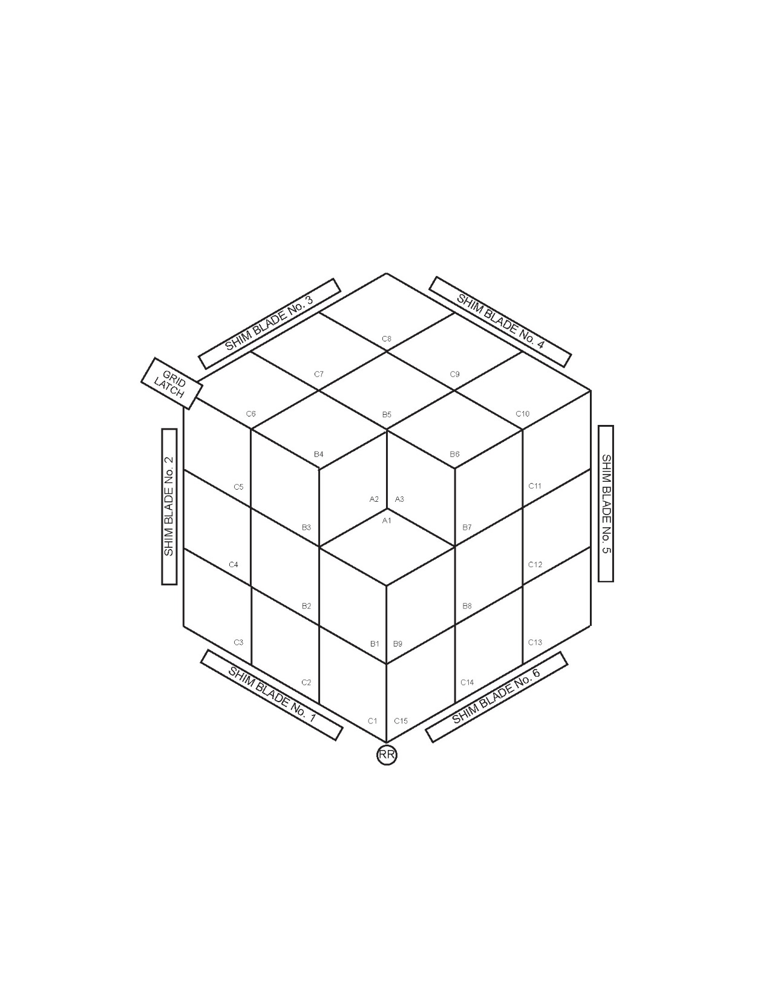 SHIM BLADE No. 3
SHIM BLADE No. 4
GRID
LATCH
C8
C7
C9
C6
B5
C10
B4
B6
SHIM BLADE No. 2
SHIM BLADE No. 5
C5
C11
A2
A3
A1
B3
B7
C4
C12
B2
B8
C3
B1
B9
C13
SHIM BLADE No. 1
SHIM BLADE No. 6
C2
C14
C1
C15
RR